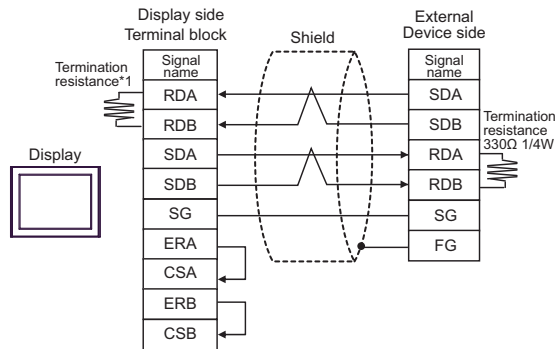 Display side
Terminal block
Shield
External
Device side
Termination
resistance*1
Signal
name
RDA
RDB
SDA
SDB
SG
ERA
CSA
ERB
CSB
Signal
name
SDA
SDB
RDA
RDB
SG
FG
Termination
resistance
330Ω 1/4W
Display